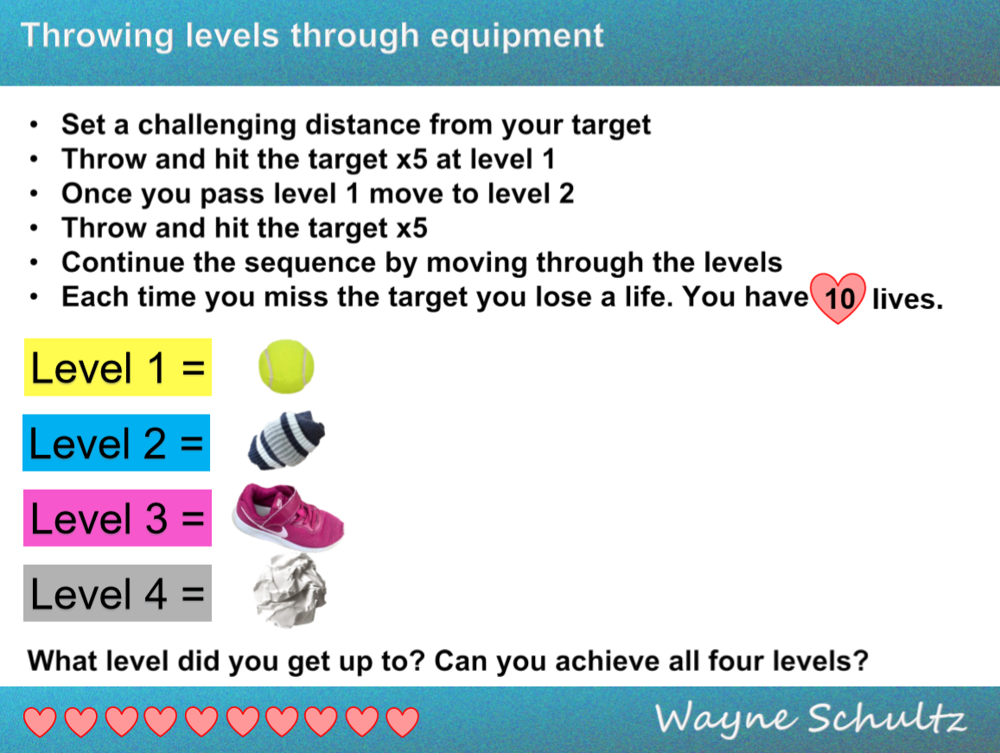 Throwing levels through equipment
• Set a challenging distance from your target
• Throw and hit the target x5 at level 1
• Once you pass level 1 move to level 2
• Throw and hit the target x5
• Continue the sequence by moving through the levels
• Each time you miss the target you lose a life. You have 10 lives.
Level 1 =
Level 2 =
Level 3 =
Level 4 =
What level did you get up to? Can you achieve all four levels?
Wayne Schultz